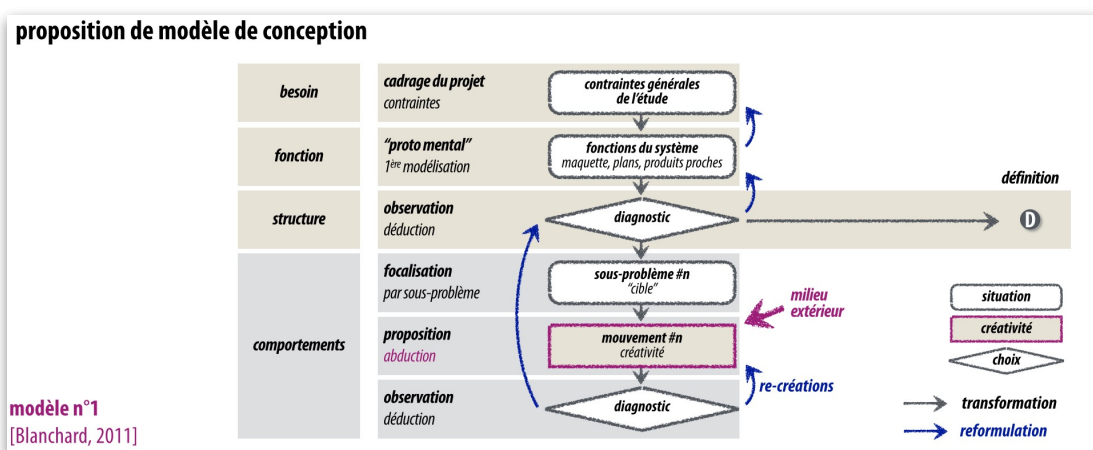 proposition de modèle de conception
besoin
cadrage du projet
contraintes
contraintes générales
de l'étude
fonction
"proto mental"
1ère modélisation
fonctions du système
maquette, plans, produits proches
définition
structure
observation
déduction
diagnostic
D
comportements
focalisation
par sous-problème
sous-problème #n
"cible"
milieu
extérieur
proposition
abduction
mouvement #n
créativité
re-créations
observation
déduction
diagnostic
situation
créativité
choix
transformation
reformulation
modèle n°1
[Blanchard, 2011]